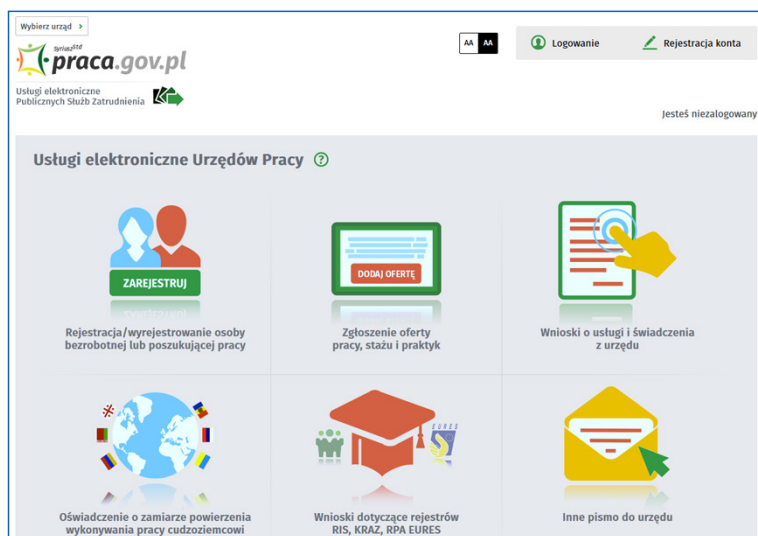 Wybierz urząd
SyriuszStd
praca.gov.pl
AA AA
Logowanie
Rejestracja konta
Usługi elektroniczne
Publicznych Służb Zatrudnienia
Jesteś niezalogowany
Usługi elektroniczne Urzędów Pracy ?
ZAREJESTRUJ
Rejestracja/wyrejestrowanie osoby
bezrobotnej lub poszukującej pracy
DODAJ OFERTĘ
Zgłoszenie oferty
pracy, stażu i praktyk
Wnioski o usługi i świadczenia
z urzędu
Oświadczenie o zamiarze powierzenia
wykonywania pracy cudzoziemcowi
EURES
Wnioski dotyczące rejestrów
RIS, KRAZ, RPA EURES
Inne pismo do urzędu